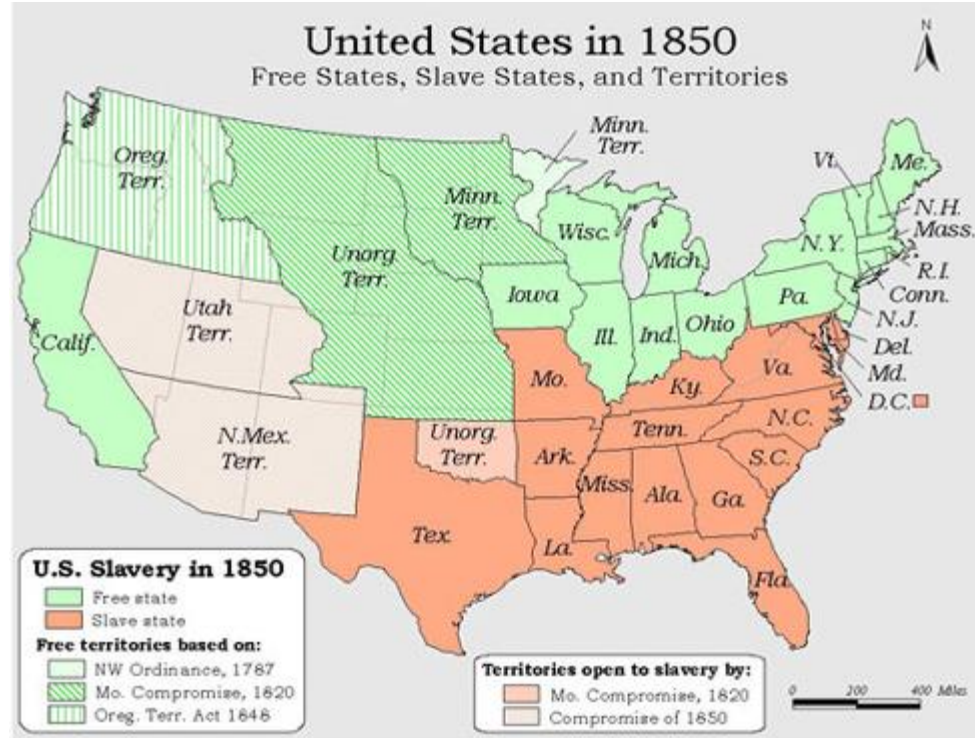 United States in 1850
Free States, Slave States, and Territories
N
Minn.
Terr.
Oreg.
Terr.
Minn.
Terr.
Vt.
Me.
N.H.
Mass.
Wisc.
Mich.
N.Y.
R.I.
Conn.
Unorg
Terr.
Iowa
Pa.
N.J.
Utah
Terr.
Ill.
Ind.
Ohio
Del.
Md.
D.C.
Calif.
Mo.
Ky.
Va.
N.Mex.
Terr.
Unorg.
Terr.
Ark.
Tenn.
N.C.
S.C.
Miss.
Ala.
Ga.
Tex.
La.
Fla.
U.S. Slavery in 1850
Free state
Slave state
Free territories based on:
NW Ordinance, 1787
Mo. Compromise, 1820
Oreg. Terr. Act 1848
Territories open to slavery by:
Mo. Compromise, 1820
Compromise of 1850
0 200 400 Miles